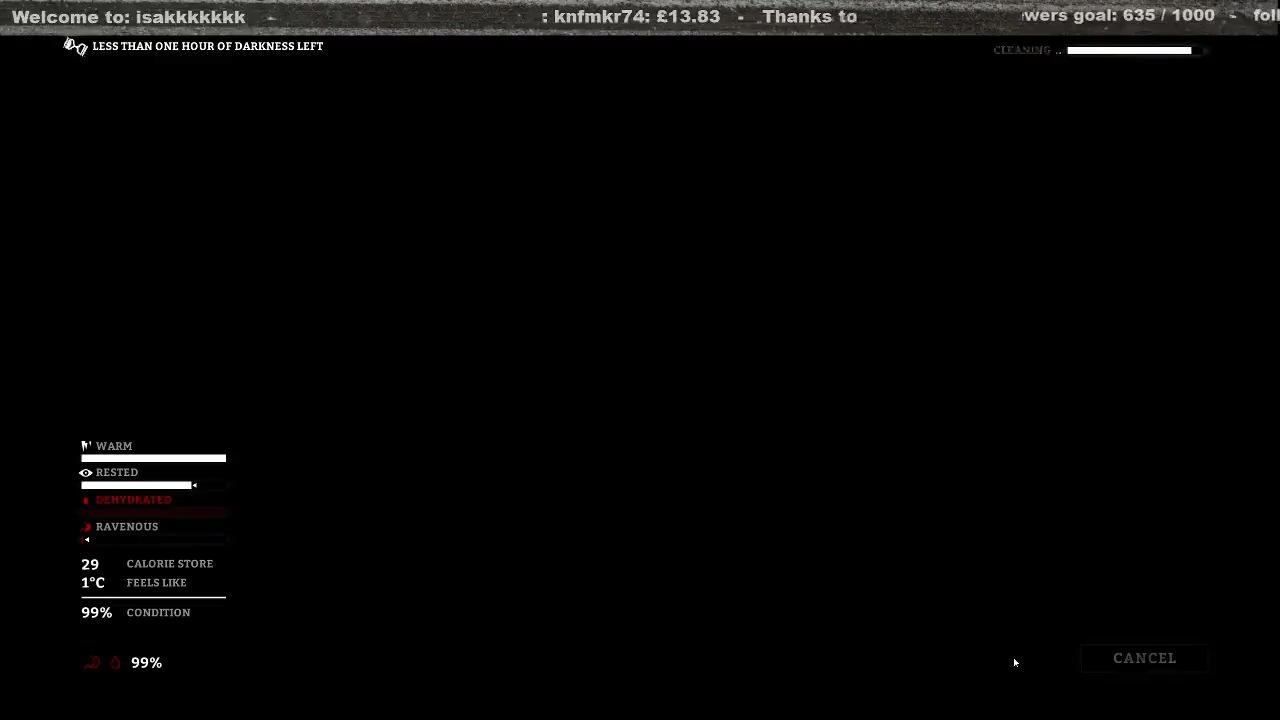 Welcome to: isakkkkkkk - : knfmkr74: £13.83 - Thanks to wers goal: 635 / 1000 - foll
LESS THAN ONE HOUR OF DARKNESS LEFT
CLEANING ..
WARM
RESTED
DEHYDRATED
RAVENOUS
29 CALORIE STORE
1°C FEELS LIKE
99% CONDITION
99%
CANCEL